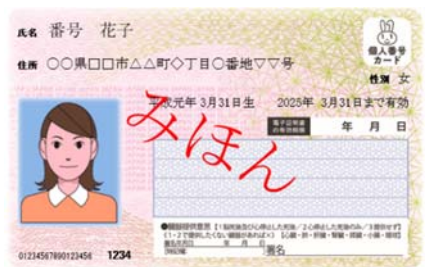 氏名 番号 花子
個人番号
カード
住所 ○○県□□市△△町◇丁目○番地▽▽号
性別 女
平成元年 3月31日生 2025年 3月31日まで有効
電子証明書
の有効期限
年 月 日
みほん
署名
01234567890123456 1234